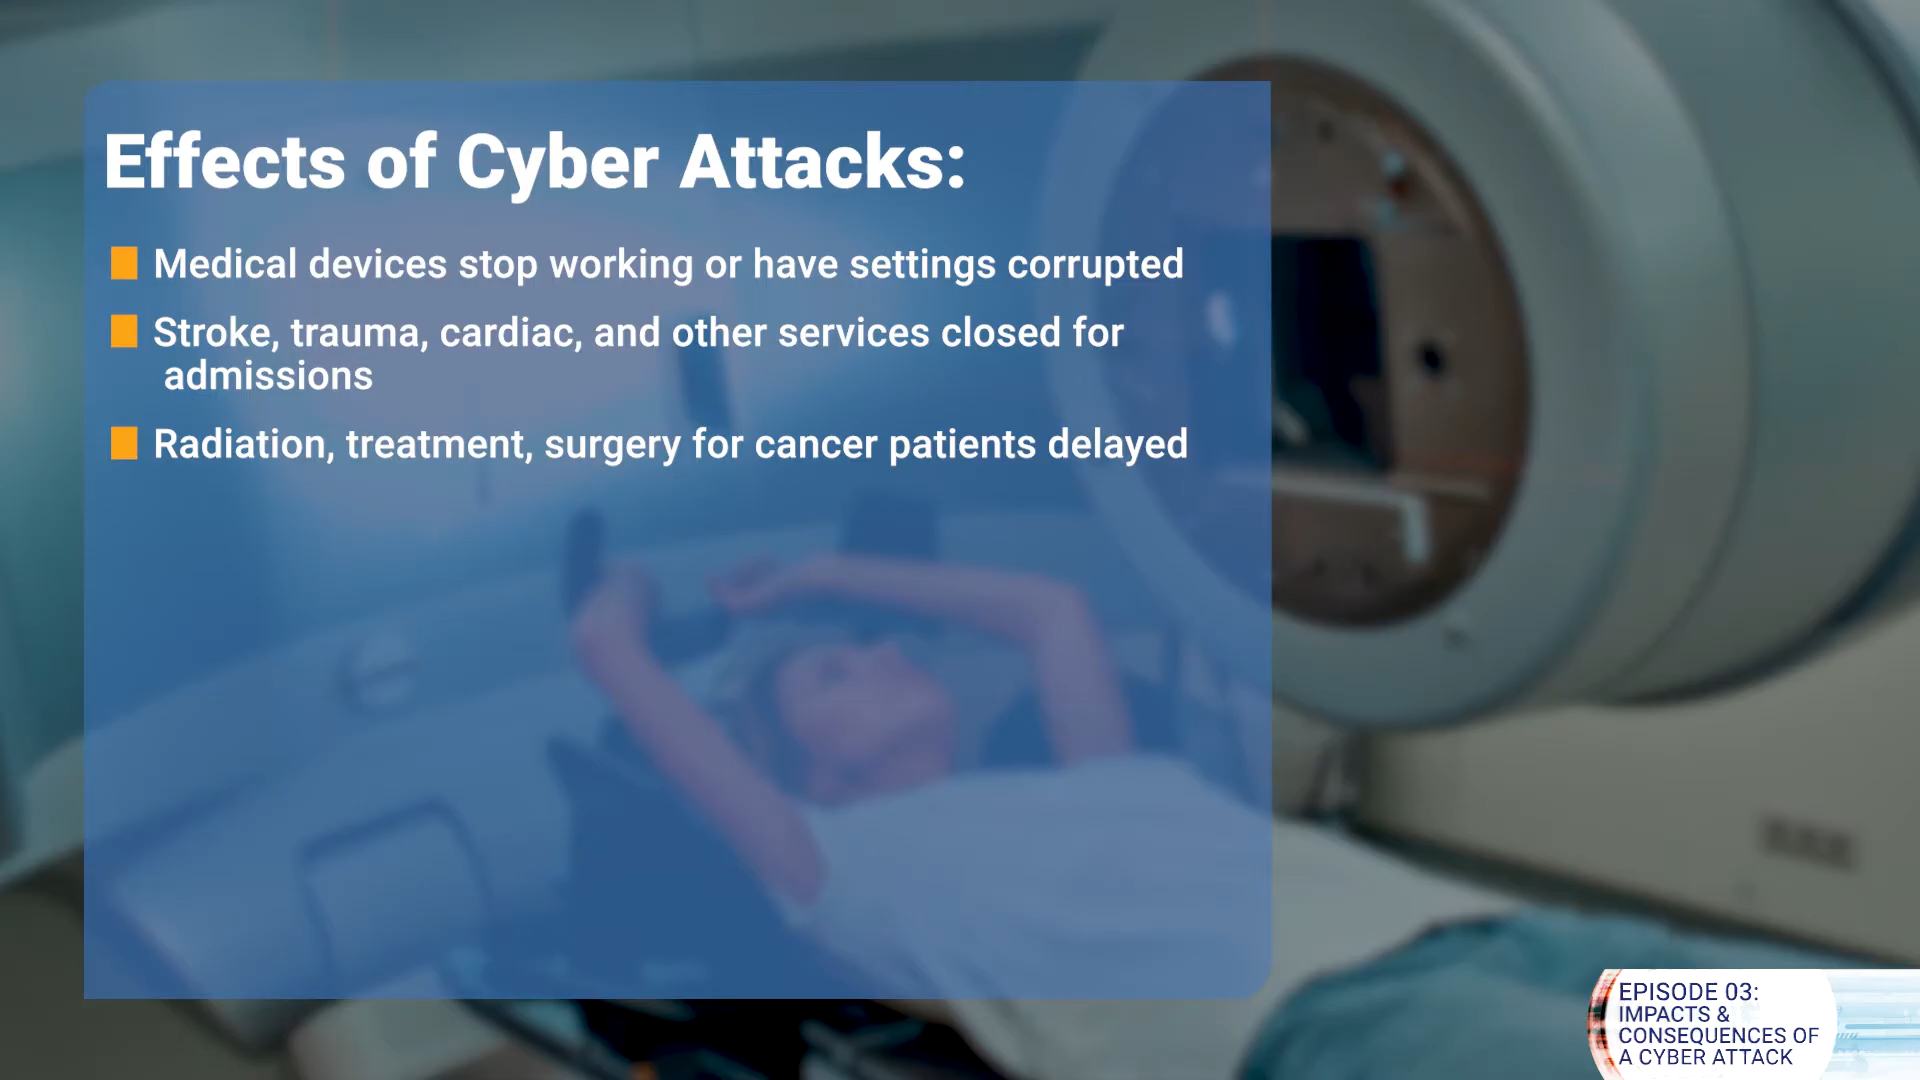 Effects of Cyber Attacks:
Medical devices stop working or have settings corrupted
Stroke, trauma, cardiac, and other services closed for
admissions
Radiation, treatment, surgery for cancer patients delayed
EPISODE 03:
IMPACTS &
CONSEQUENCES OF
A CYBER ATTACK